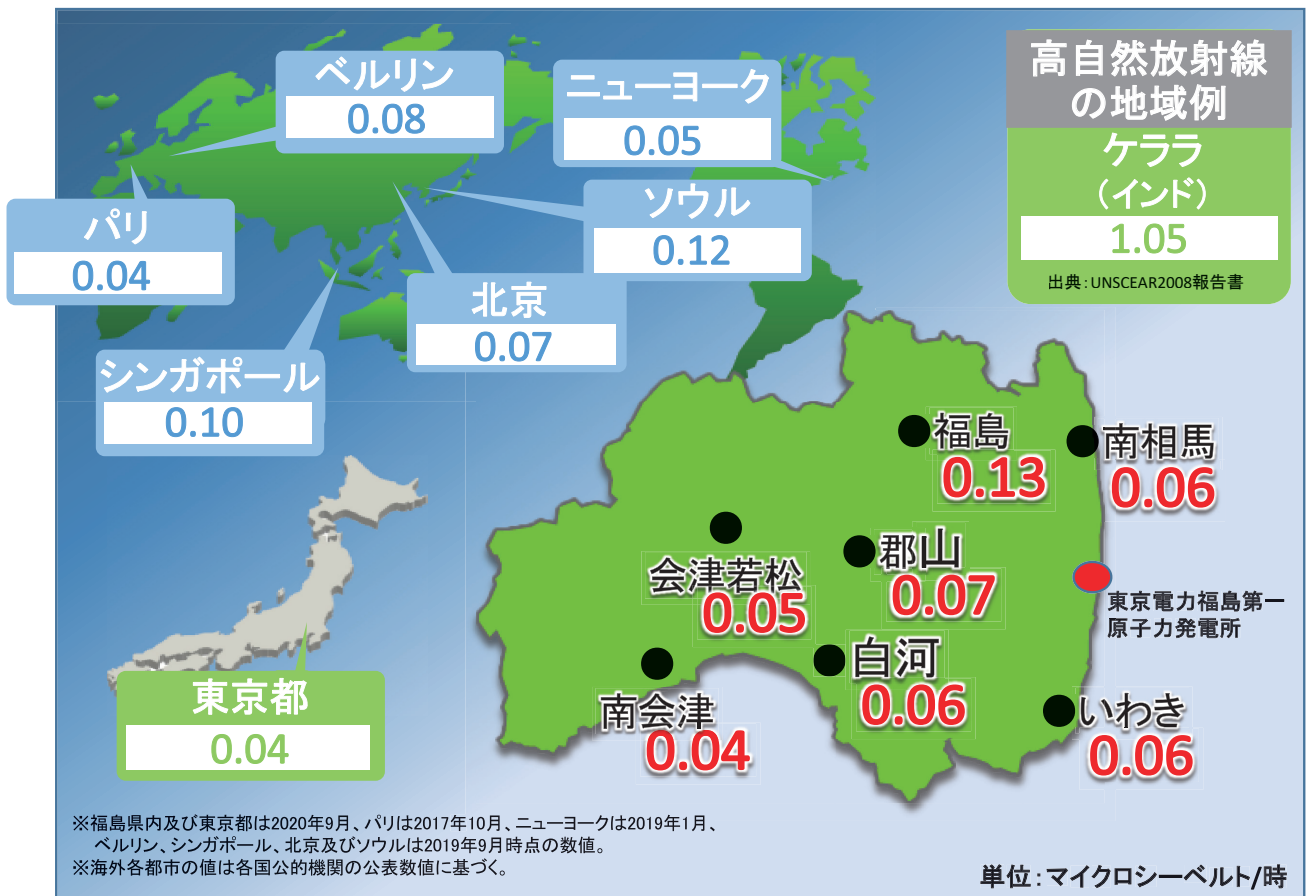 ベルリン
0.08
ニューヨーク
0.05
高自然放射線
の地域例
ケララ
（インド）
1.05
出典：UNSCEAR2008報告書
パリ
0.04
ソウル
0.12
北京
0.07
シンガポール
0.10
福島
0.13
南相馬
0.06
会津若松
0.05
郡山
0.07
東京電力福島第一
原子力発電所
白河
0.06
南会津
0.04
いわき
0.06
東京都
0.04
※福島県内及び東京都は2020年9月、パリは2017年10月、ニューヨークは2019年1月、
ベルリン、シンガポール、北京及びソウルは2019年9月時点の数値。
※海外各都市の値は各国公的機関の公表数値に基づく。
単位：マイクロシーベルト/時